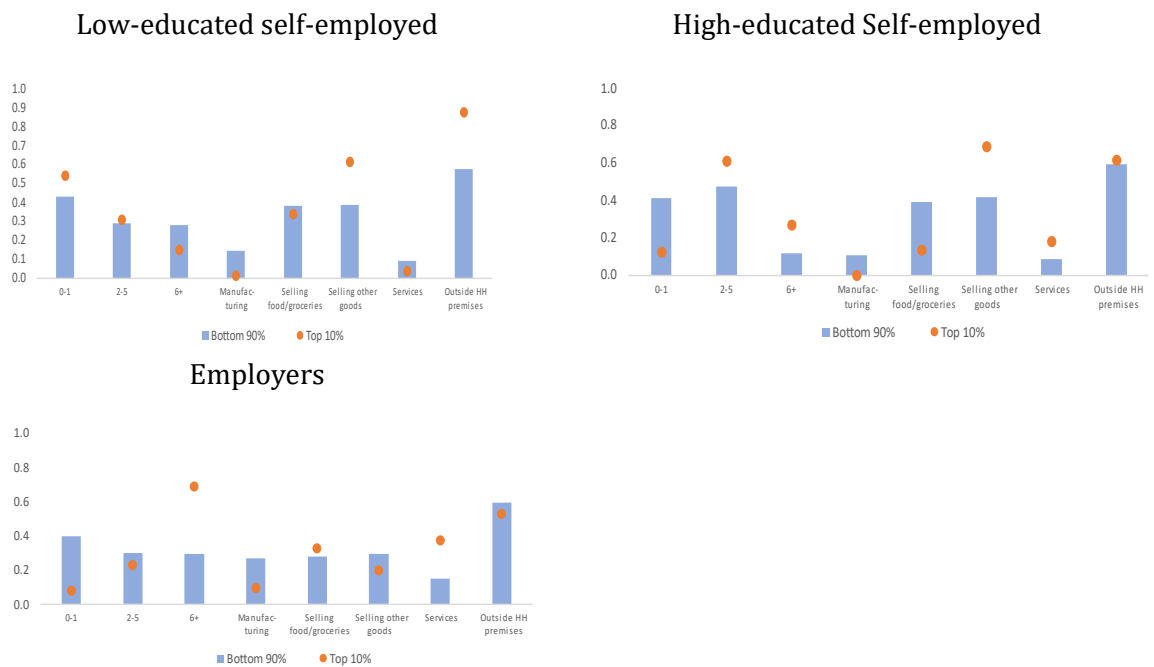 Low-educated self-employed
1.0
0.9
0.8
0.7
0.6
0.5
0.4
0.3
0.2
0.1
0.0
0-1
2-5
6+
Manufac-
turing
Selling
food/groceries
Selling other
goods
Services
Outside HH
premises
Bottom 90%
Top 10%
High-educated Self-employed
1.0
0.8
0.6
0.4
0.2
0.0
0-1
2-5
6+
Manufac-
turing
Selling
food/groceries
Selling other
goods
Services
Outside HH
premises
Bottom 90%
Top 10%
Employers
1.0
0.8
0.6
0.4
0.2
0.0
0-1
2-5
6+
Manufac-
turing
Selling
food/groceries
Selling other
goods
Services
Outside HH
premises
Bottom 90%
Top 10%